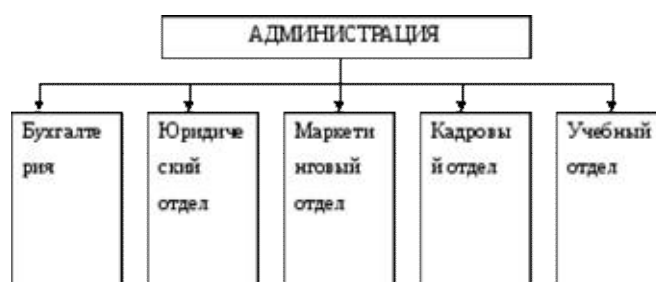 АДМИНИСТРАЦИЯ
Бухгалте
рия
Юридиче
ский
отдел
Маркети
нговый
отдел
Кадровы
й отдел
Учебный
отдел